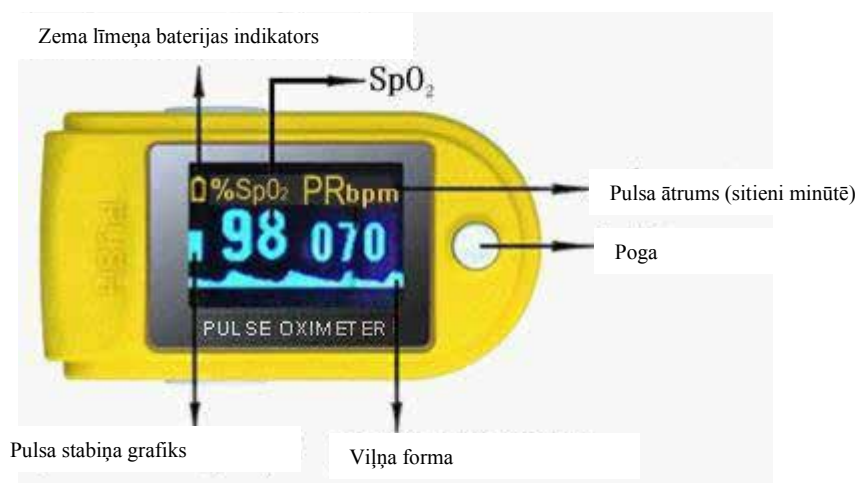 Zema līmeņa baterijas indikators
SpO₂
%SpO₂ PRbpm
Pulsa ātrums (sitieni minūtē)
98 070
Poga
PULSE OXIMETER
Pulsa stabiņa grafiks
Viļņa forma